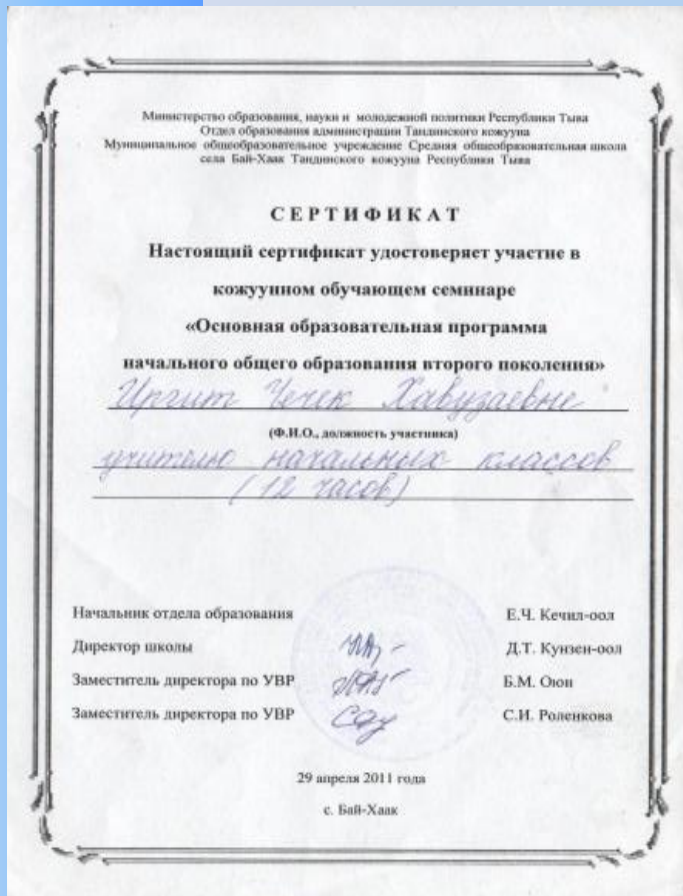 Министерство образования, науки и молодежной политики Республики Тыва
Отдел образования администрации Тандинского кожууна
Муниципальное общеобразовательное учреждение Средняя общеобразовательная школа
села Бай-Хаак Тандинского кожууна Республики Тыва
СЕРТИФИКАТ
Настоящий сертификат удостоверяет участие в
кожуунном обучающем семинаре
«Основная образовательная программа
начального общего образования второго поколения»
Иргит Чечек Хавузаевне
(Ф.И.О., должность участника)
учителю начальных классов
(12 часов)
Начальник отдела образования Е.Ч. Кечил-оол
Директор школы Д.Т. Кунзен-оол
Заместитель директора по УВР Б.М. Оюн
Заместитель директора по УВР С.И. Роленкова
29 апреля 2011 года
с. Бай-Хаак